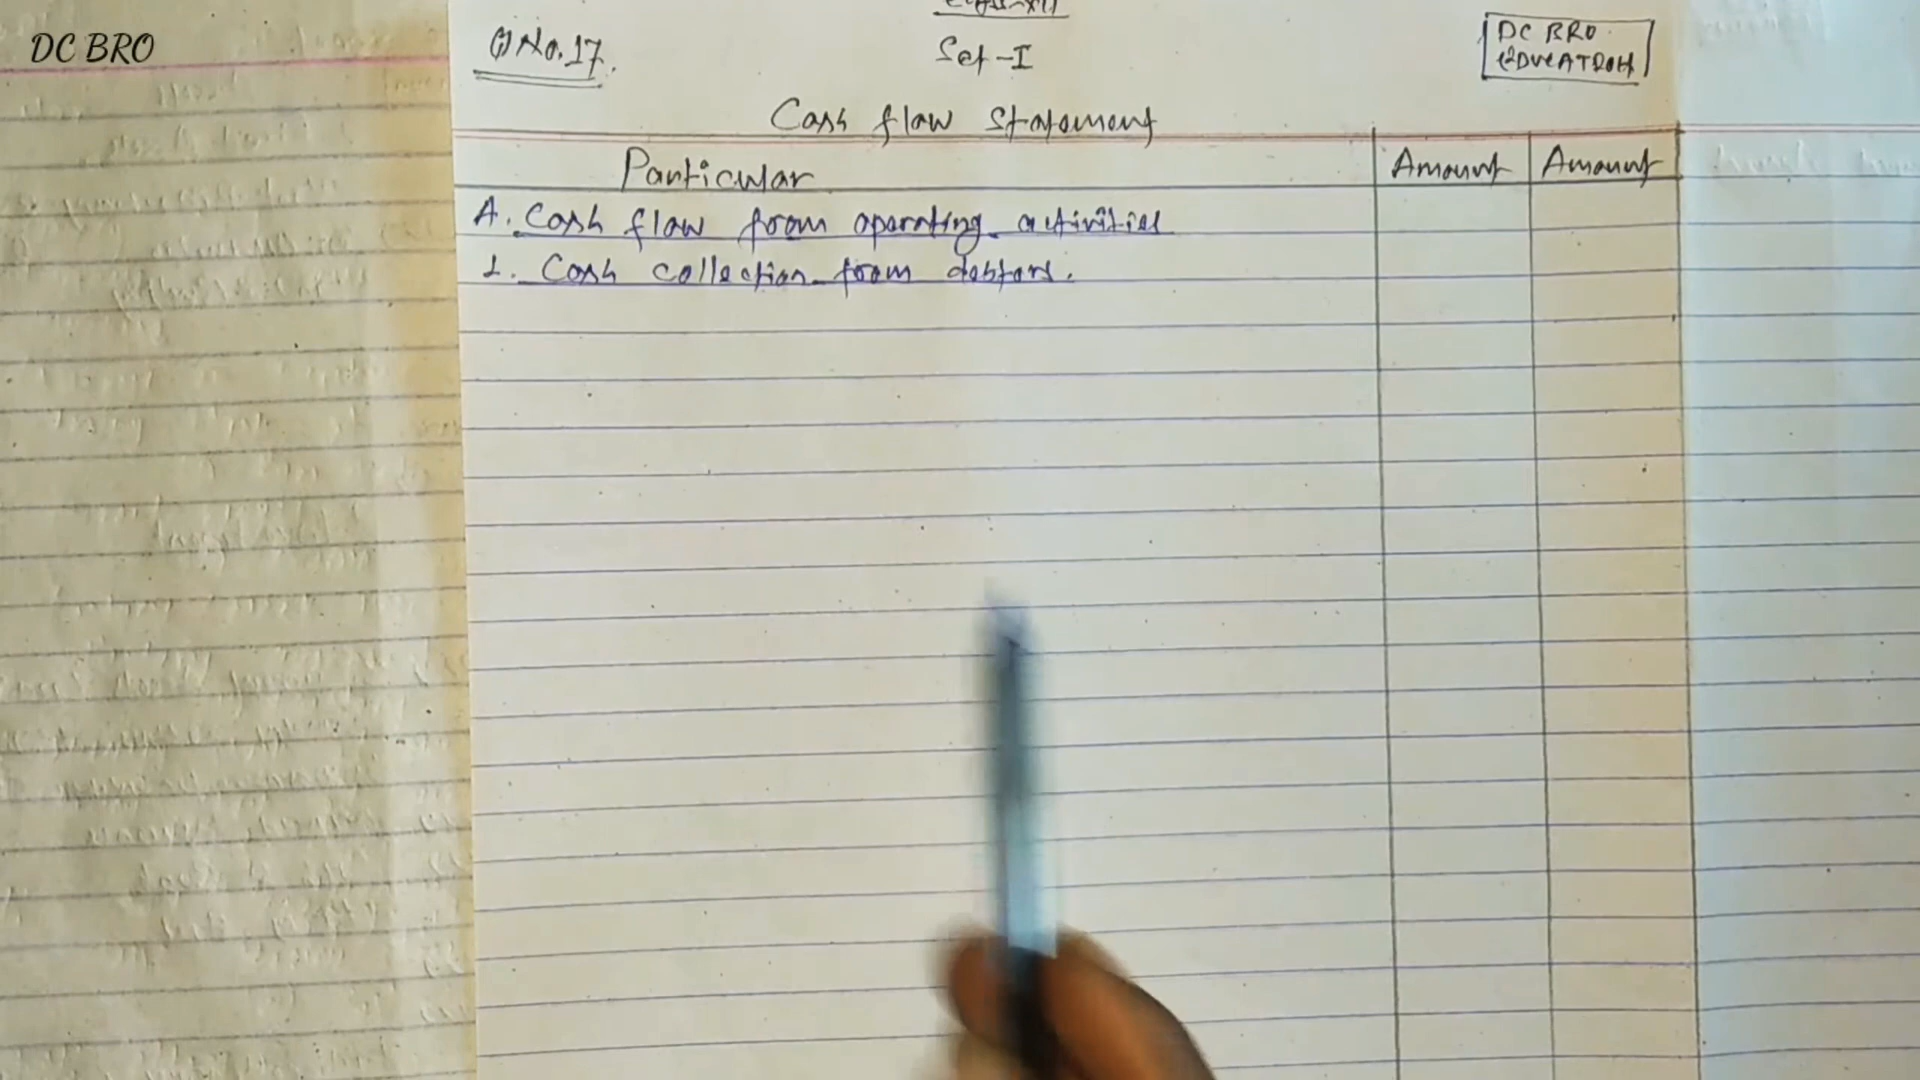 DC BRO
Q No. 17.
Set-I
DC BRO
Cash flow Statement
Particular Amount Amount
A. Cash flow from operating activities
1. Cash collection from debtors.